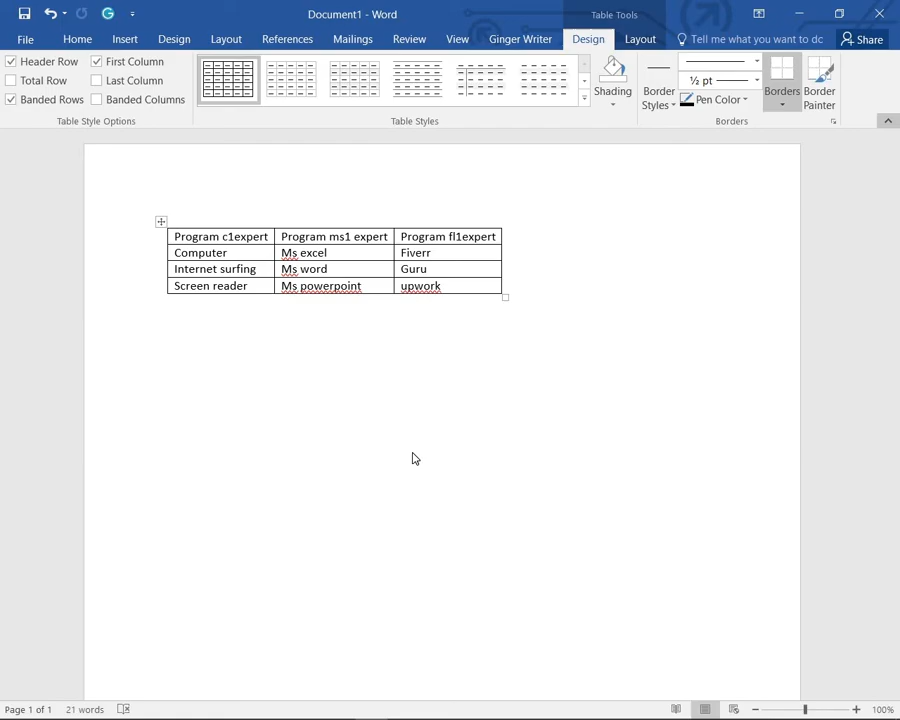 Document1 - Word
Table Tools
File Home Insert Design Layout References Mailings Review View Ginger Writer Design Layout Tell me what you want to dc Share
Header Row First Column
Total Row Last Column
Banded Rows Banded Columns
Table Style Options
Table Styles
Shading
Border Styles
½ pt
Pen Color
Borders
Border Painter
Borders
Program c1expert Program ms1 expert Program fl1expert
Computer Ms excel Fiverr
Internet surfing Ms word Guru
Screen reader Ms powerpoint upwork
Page 1 of 1 21 words 100%